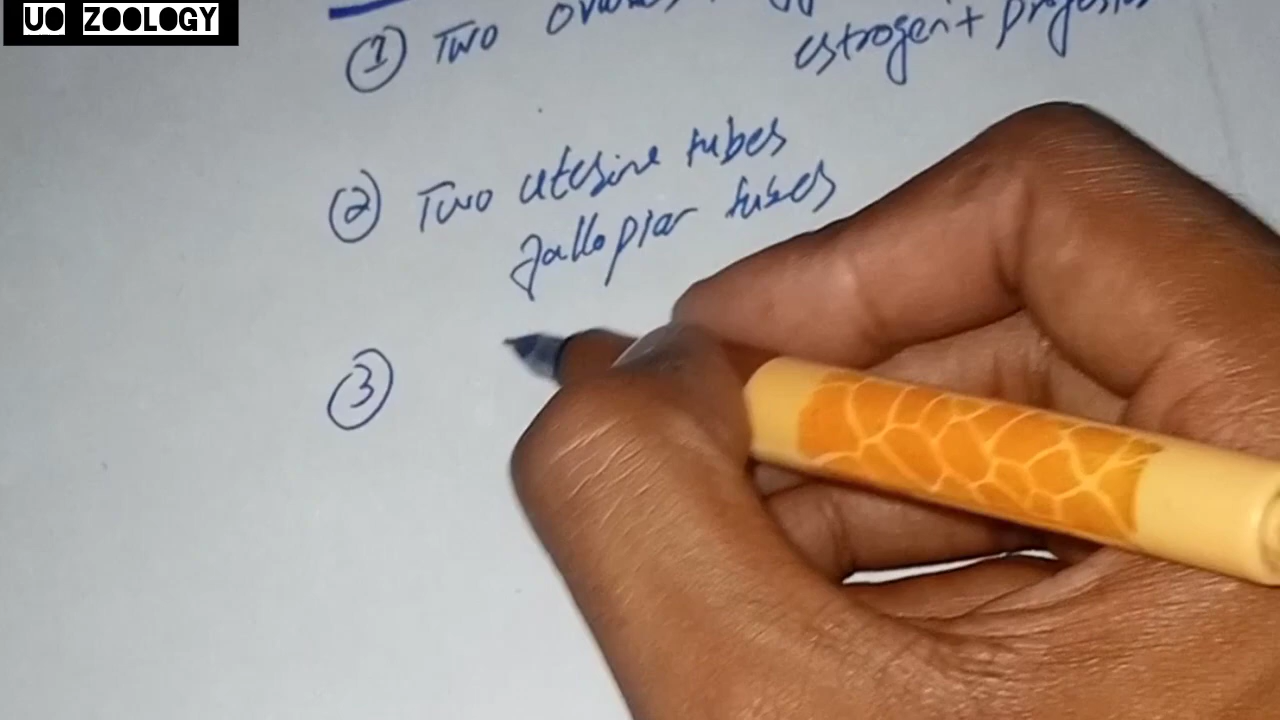 UO ZOOLOGY
① Two
estrogen +
② Two uterine tubes
fallopian tubes
③